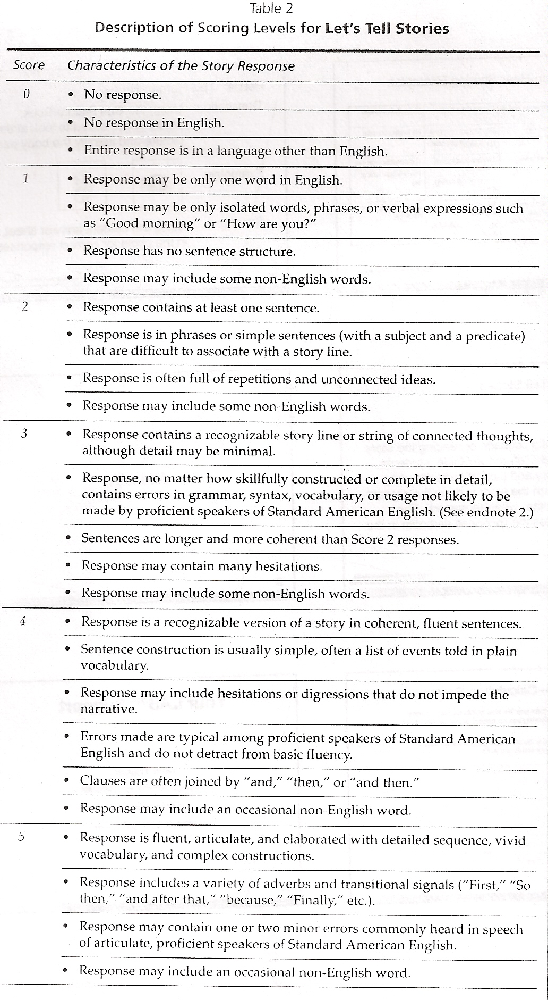 Table 2
Description of Scoring Levels for Let's Tell Stories
Score Characteristics of the Story Response
0 • No response.
• No response in English.
• Entire response is in a language other than English.
1 • Response may be only one word in English.
• Response may be only isolated words, phrases, or verbal expressions such
as "Good morning" or "How are you?"
• Response has no sentence structure.
• Response may include some non-English words.
2 • Response contains at least one sentence.
• Response is in phrases or simple sentences (with a subject and a predicate)
that are difficult to associate with a story line.
• Response is often full of repetitions and unconnected ideas.
• Response may include some non-English words.
3 • Response contains a recognizable story line or string of connected thoughts,
although detail may be minimal.
• Response, no matter how skillfully constructed or complete in detail,
contains errors in grammar, syntax, vocabulary, or usage not likely to be
made by proficient speakers of Standard American English. (See endnote 2.)
• Sentences are longer and more coherent than Score 2 responses.
• Response may contain many hesitations.
• Response may include some non-English words.
4 • Response is a recognizable version of a story in coherent, fluent sentences.
• Sentence construction is usually simple, often a list of events told in plain
vocabulary.
• Response may include hesitations or digressions that do not impede the
narrative.
• Errors made are typical among proficient speakers of Standard American
English and do not detract from basic fluency.
• Clauses are often joined by "and," "then," or "and then."
• Response may include an occasional non-English word.
5 • Response is fluent, articulate, and elaborated with detailed sequence, vivid
vocabulary, and complex constructions.
• Response includes a variety of adverbs and transitional signals ("First," "So
then," "and after that," "because," "Finally," etc.).
• Response may contain one or two minor errors commonly heard in speech
of articulate, proficient speakers of Standard American English.
• Response may include an occasional non-English word.